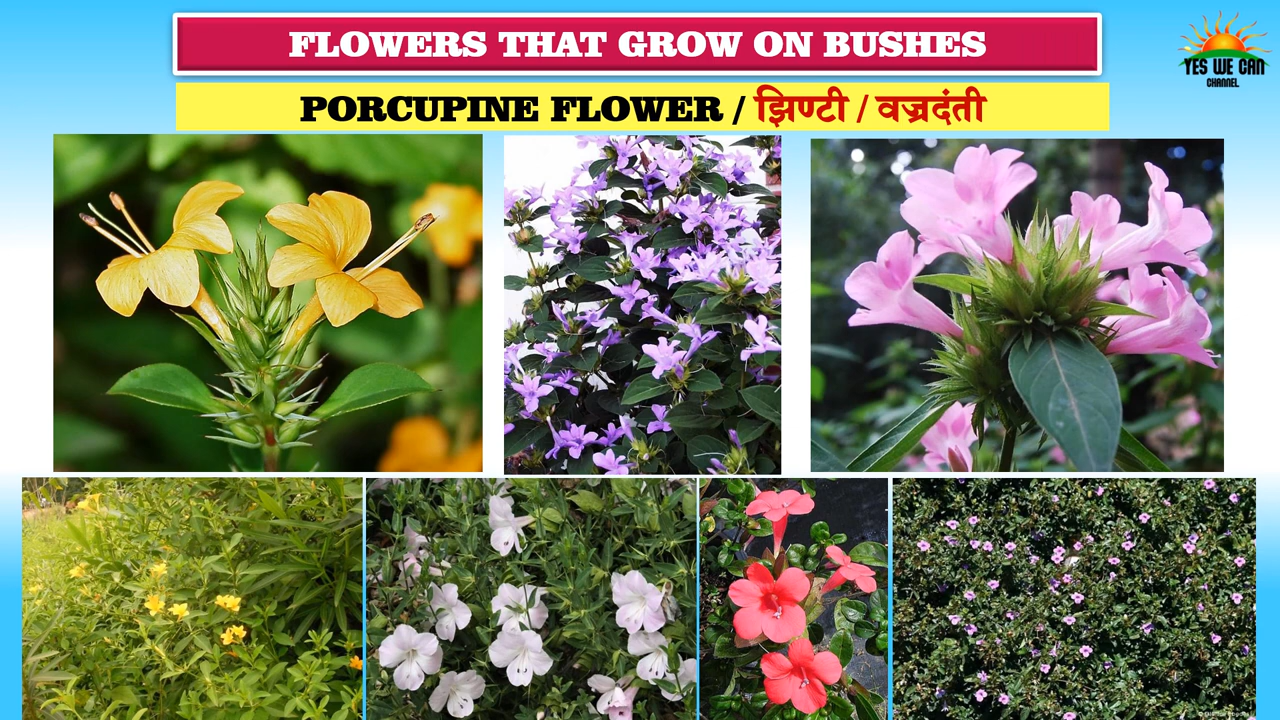 FLOWERS THAT GROW ON BUSHES
YES WE CAN
CHANNEL
PORCUPINE FLOWER / झिण्टी / वज्रदंती